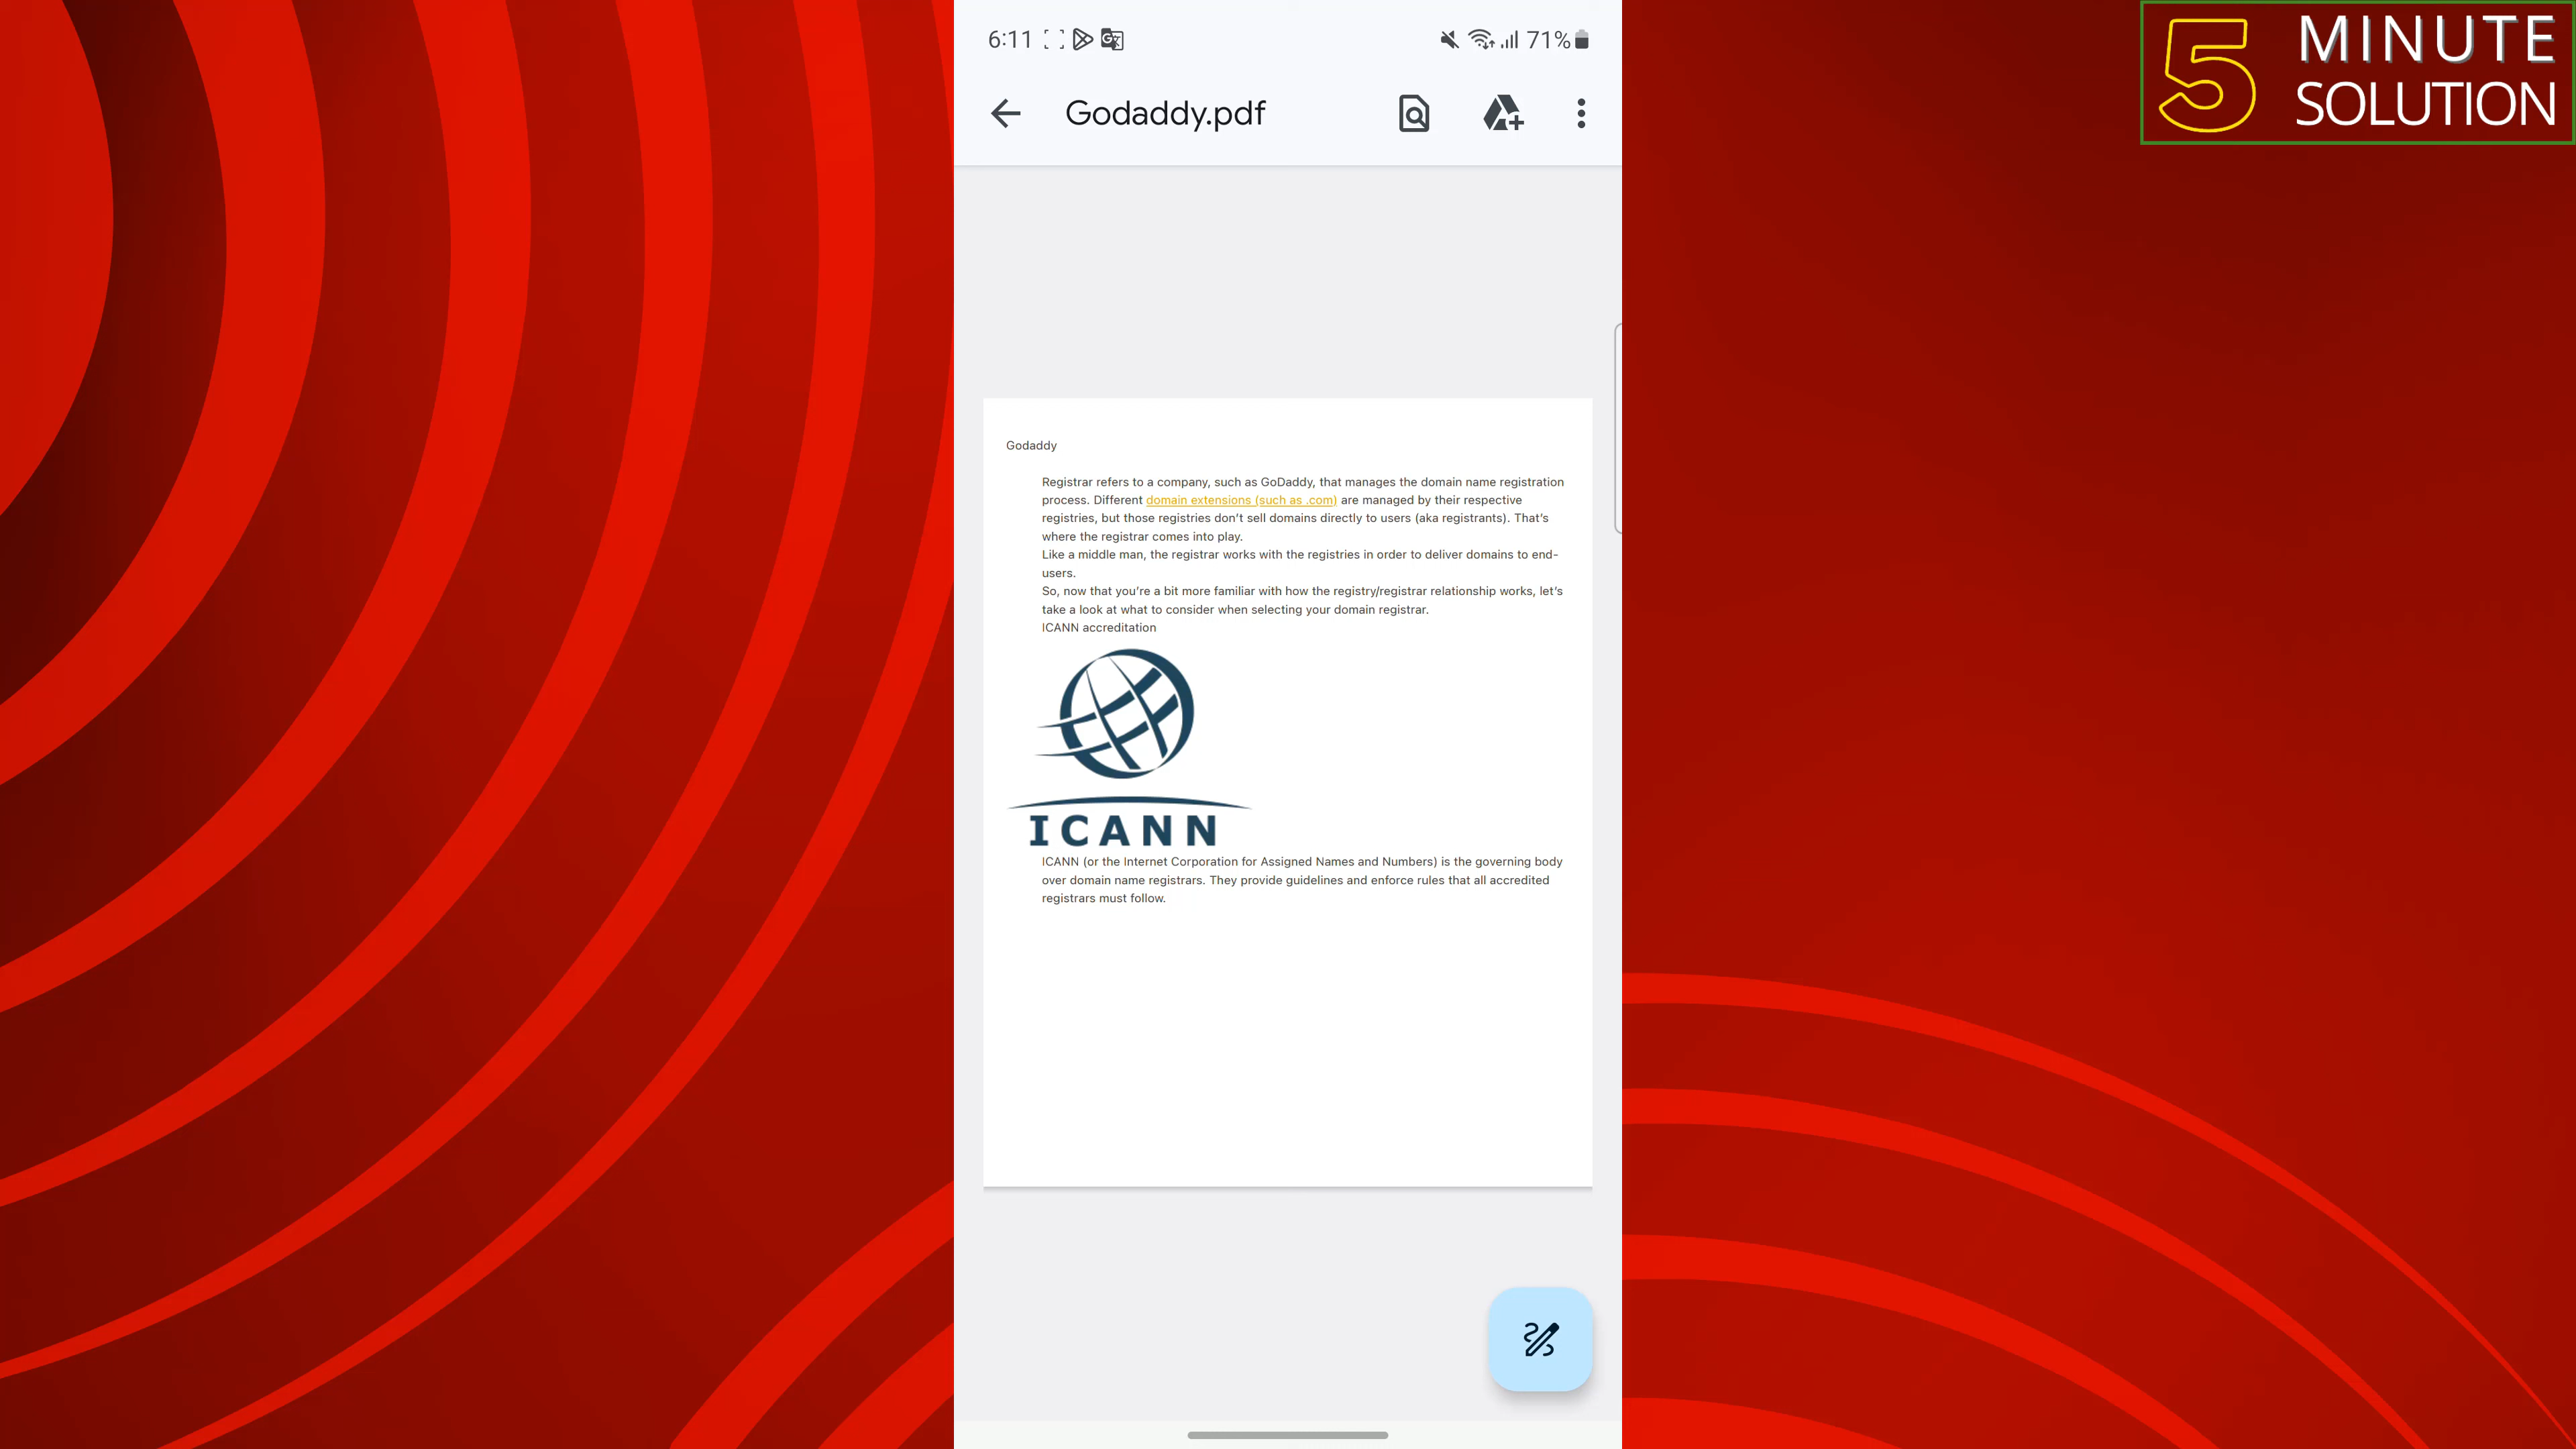 6:11
71%
5 MINUTE
SOLUTION
Godaddy.pdf
Godaddy
Registrar refers to a company, such as GoDaddy, that manages the domain name registration
process. Different domain extensions (such as .com) are managed by their respective
registries, but those registries don't sell domains directly to users (aka registrants). That's
where the registrar comes into play.
Like a middle man, the registrar works with the registries in order to deliver domains to end-
users.
So, now that you're a bit more familiar with how the registry/registrar relationship works, let's
take a look at what to consider when selecting your domain registrar.
ICANN accreditation
ICANN
ICANN (or the Internet Corporation for Assigned Names and Numbers) is the governing body
over domain name registrars. They provide guidelines and enforce rules that all accredited
registrars must follow.